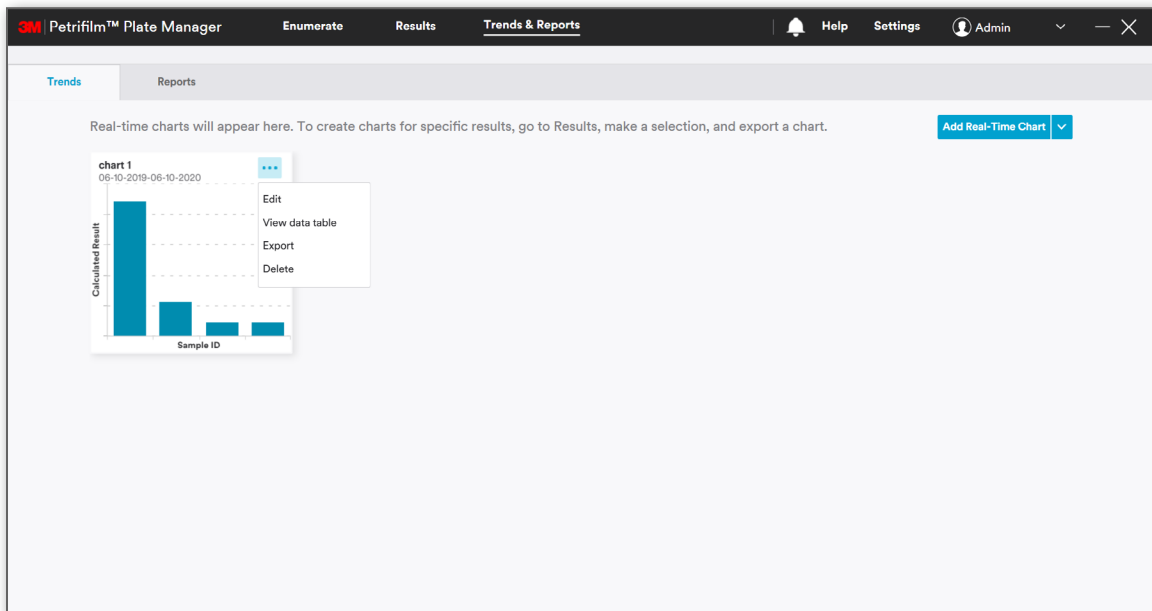 3M Petrifilm™ Plate Manager Enumerate Results Trends & Reports Help Settings Admin
Trends Reports
Real-time charts will appear here. To create charts for specific results, go to Results, make a selection, and export a chart.
Add Real-Time Chart
chart 1
06-10-2019-06-10-2020
Edit
View data table
Export
Delete
Calculated Result
Sample ID